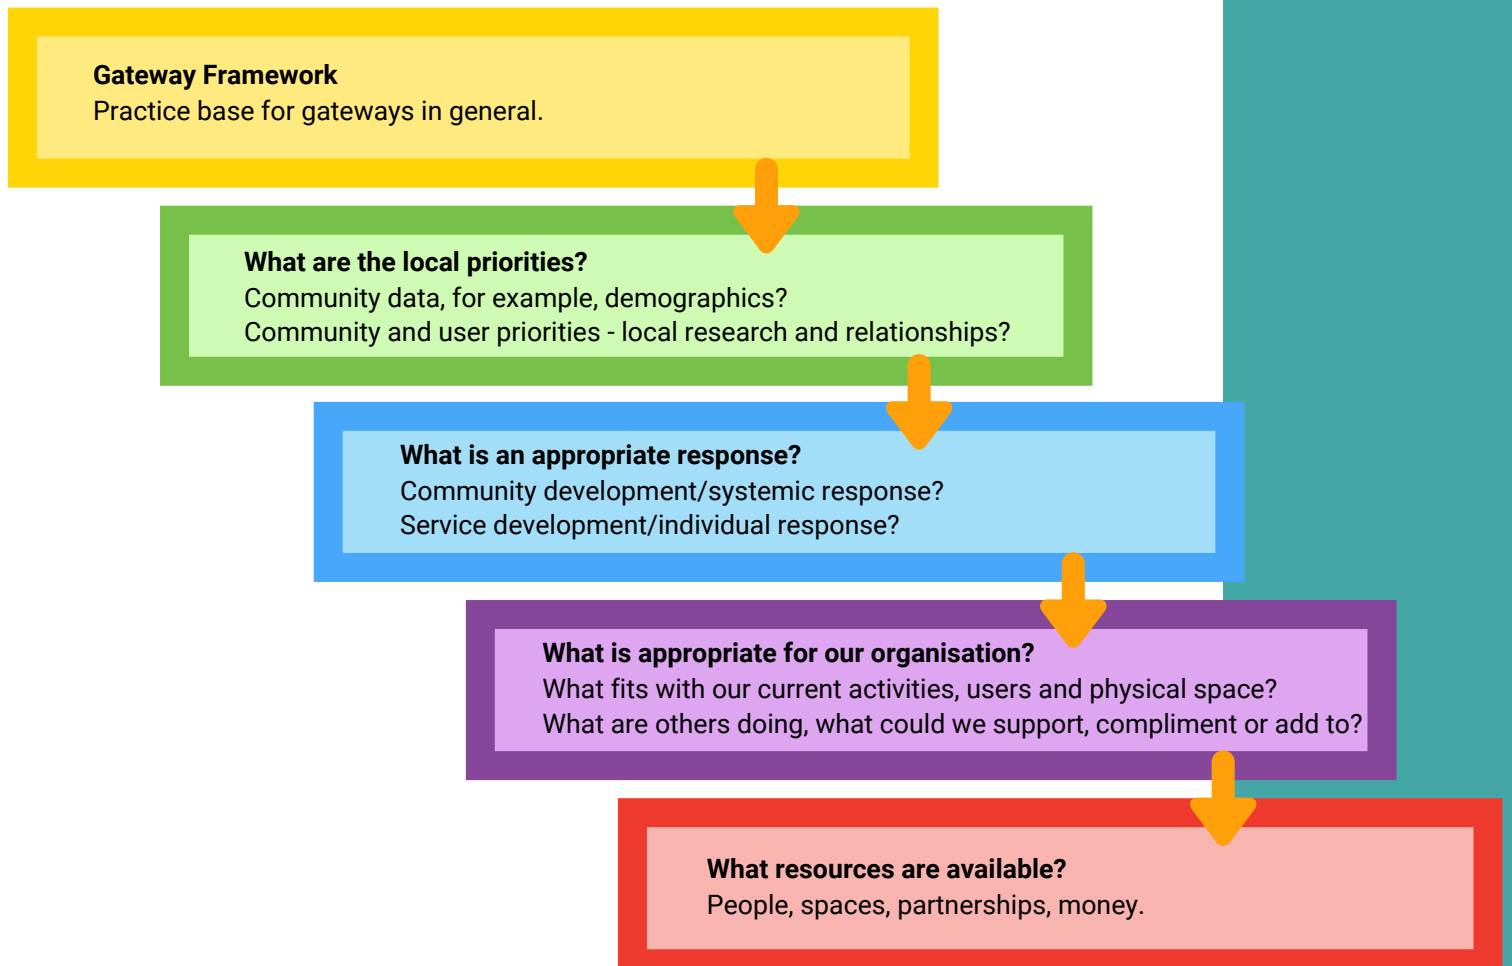 Gateway Framework
Practice base for gateways in general.
What are the local priorities?
Community data, for example, demographics?
Community and user priorities - local research and relationships?
What is an appropriate response?
Community development/systemic response?
Service development/individual response?
What is appropriate for our organisation?
What fits with our current activities, users and physical space?
What are others doing, what could we support, compliment or add to?
What resources are available?
People, spaces, partnerships, money.